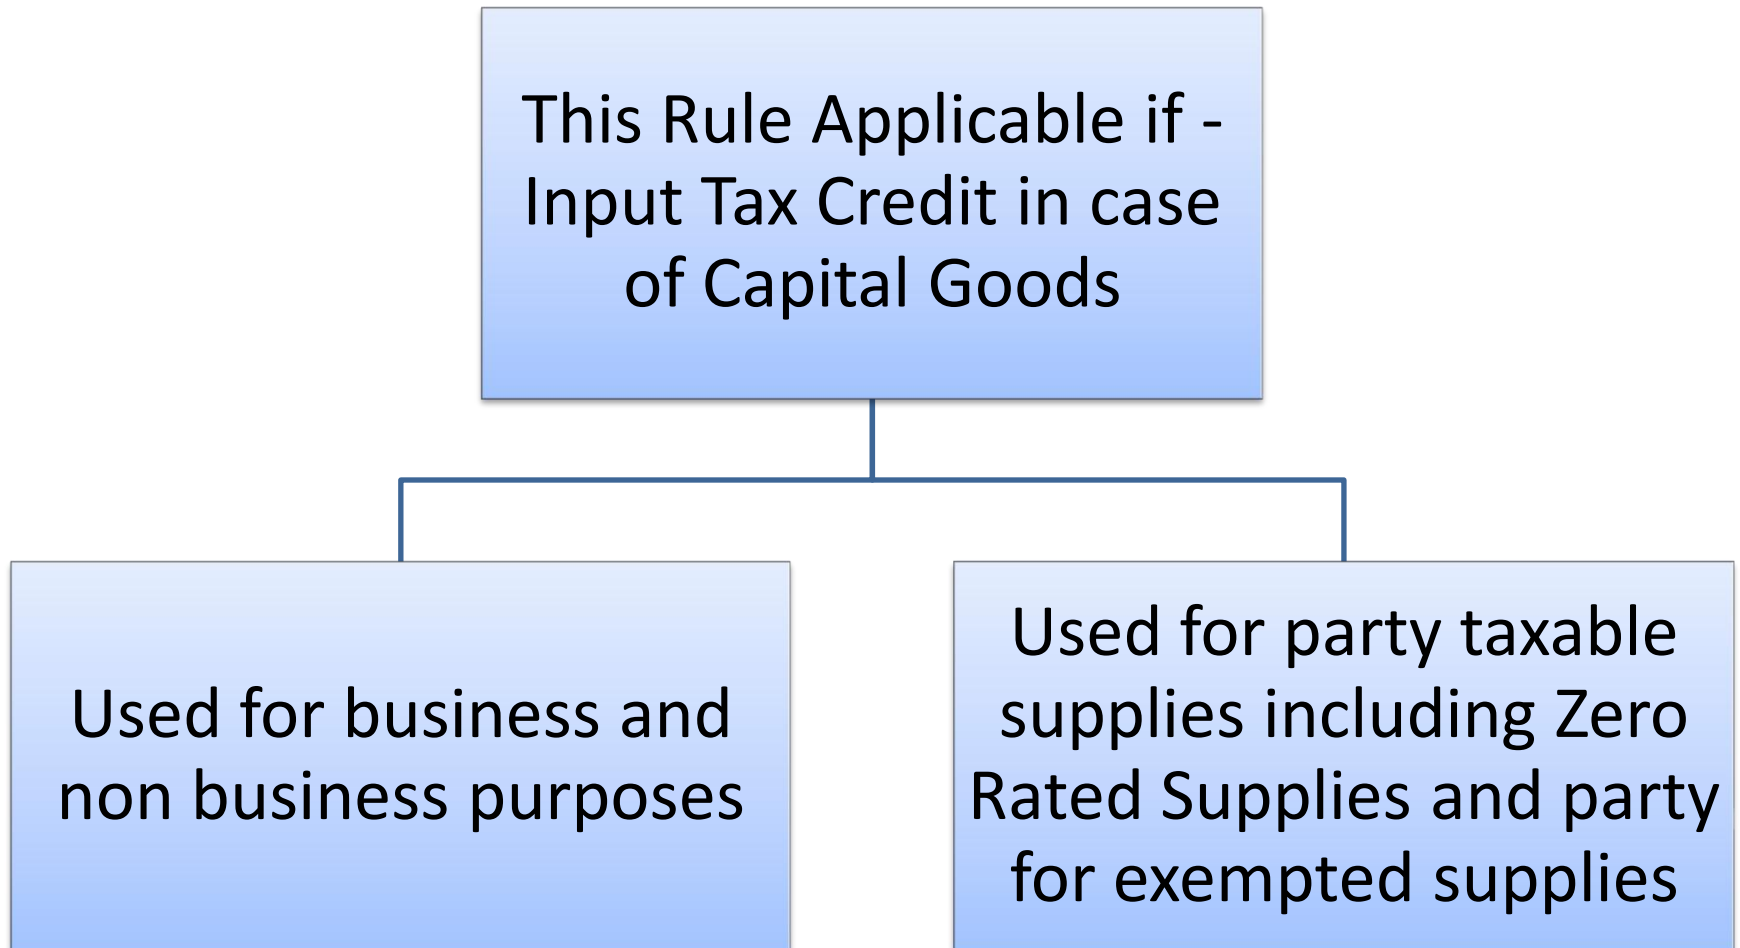 This Rule Applicable if -
Input Tax Credit in case
of Capital Goods
Used for business and
non business purposes
Used for party taxable
supplies including Zero
Rated Supplies and party
for exempted supplies